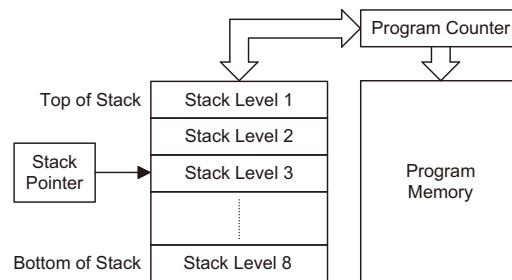 Program Counter
Top of Stack
Stack Level 1
Stack Level 2
Stack
Pointer
Stack Level 3
Program
Memory
Bottom of Stack
Stack Level 8